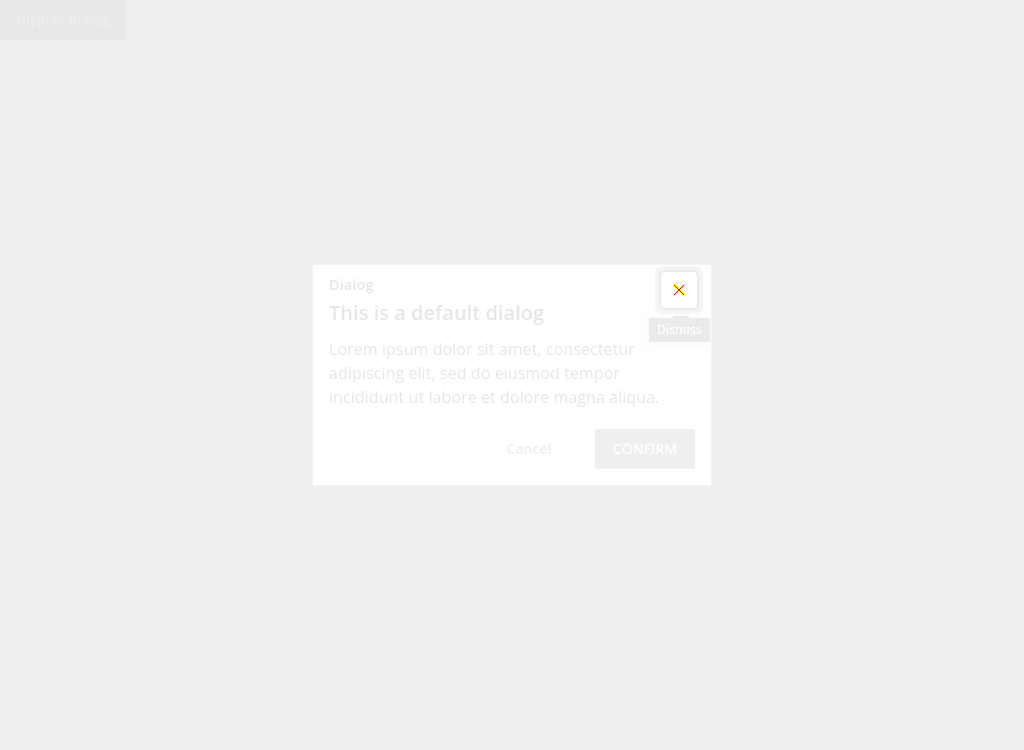 Display dialog
Dialog
This is a default dialog
Dismiss
Lorem ipsum dolor sit amet, consectetur
adipiscing elit, sed do eiusmod tempor
incididunt ut labore et dolore magna aliqua.
Cancel
CONFIRM